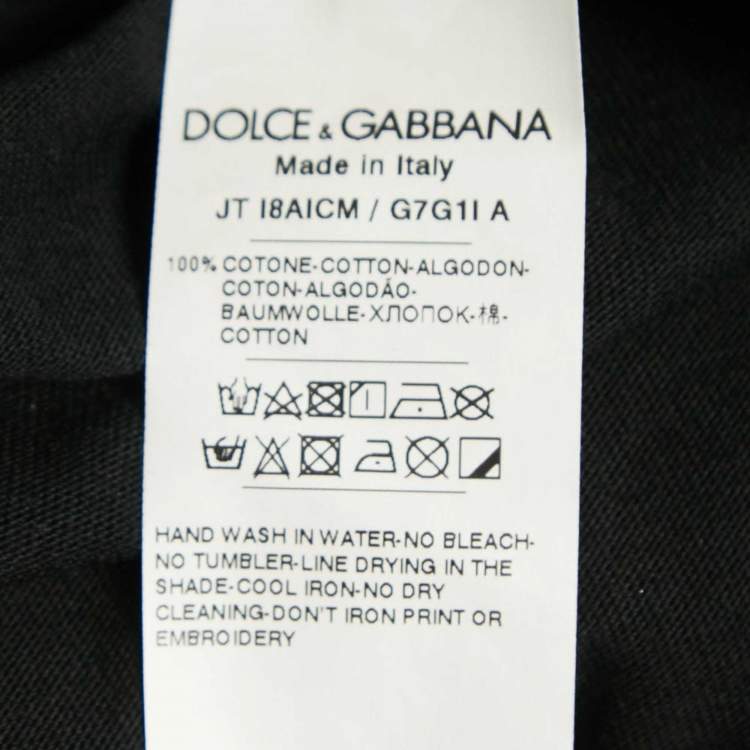 DOLCE & GABBANA
Made in Italy
JT I8AICM / G7G1I A
100% COTONE-COTTON-ALGODON-
COTON-ALGODÃO-
BAUMWOLLE-ХЛОПОК-棉-
COTTON
HAND WASH IN WATER-NO BLEACH-
NO TUMBLER-LINE DRYING IN THE
SHADE-COOL IRON-NO DRY
CLEANING-DON'T IRON PRINT OR
EMBROIDERY